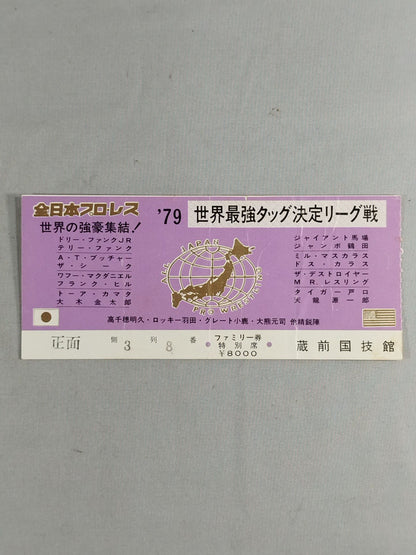 全日本プロ・レス
'79 世界最強タッグ決定リーグ戦
世界の強豪集結!
ドリー・ファンクJR
テリー・ファンク
A・T・ブッチャー
ザ・シーク
ワフー・マクダニエル
フランク・ヒル
トーア・カマタ
大木金太郎
ALL JAPAN
PRO WRESTLING
ジャイアント馬場
ジャンボ鶴田
ミル・マスカラス
ドス・カラス
ザ・デストロイヤー
MR.レスリング
タイガー戸口
天龍源一郎
高千穂明久・ロッキー羽田・グレート小鹿・大熊元司 他精鋭陣
正面 側 3 列 8 番
ファミリー券
特別席
¥8000
蔵前国技館